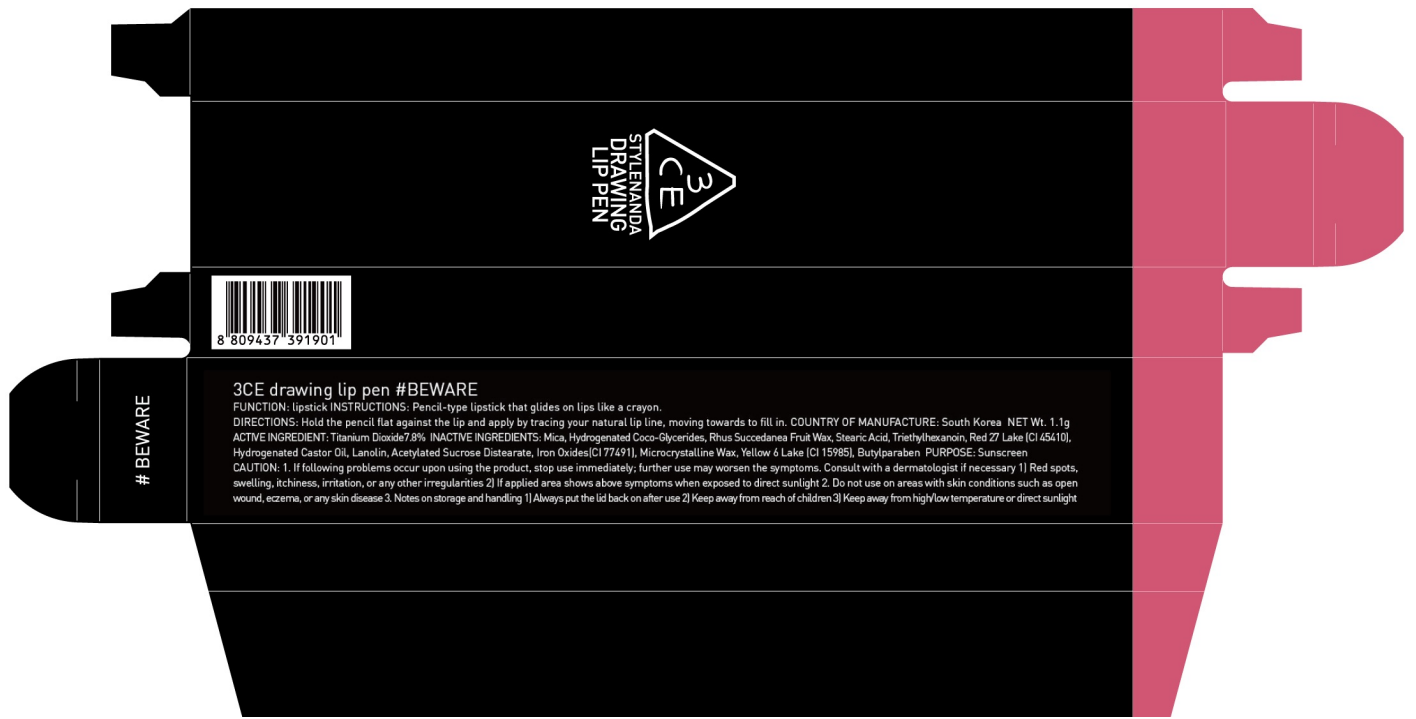 3
CE
STYLENANDA
DRAWING
LIP PEN
8 809437 391901
# BEWARE
3CE drawing lip pen #BEWARE
FUNCTION: lipstick INSTRUCTIONS: Pencil-type lipstick that glides on lips like a crayon.
DIRECTIONS: Hold the pencil flat against the lip and apply by tracing your natural lip line, moving towards to fill in. COUNTRY OF MANUFACTURE: South Korea NET Wt. 1.1g
ACTIVE INGREDIENT: Titanium Dioxide7.8% INACTIVE INGREDIENTS: Mica, Hydrogenated Coco-Glycerides, Rhus Succedanea Fruit Wax, Stearic Acid, Triethylhexanoin, Red 27 Lake (CI 45410),
Hydrogenated Castor Oil, Lanolin, Acetylated Sucrose Distearate, Iron Oxides(CI 77491), Microcrystalline Wax, Yellow 6 Lake (CI 15985), Butylparaben PURPOSE: Sunscreen
CAUTION: 1. If following problems occur upon using the product, stop use immediately; further use may worsen the symptoms. Consult with a dermatologist if necessary 1) Red spots,
swelling, itchiness, irritation, or any other irregularities 2) If applied area shows above symptoms when exposed to direct sunlight 2. Do not use on areas with skin conditions such as open
wound, eczema, or any skin disease 3. Notes on storage and handling 1) Always put the lid back on after use 2) Keep away from reach of children 3) Keep away from high/low temperature or direct sunlight